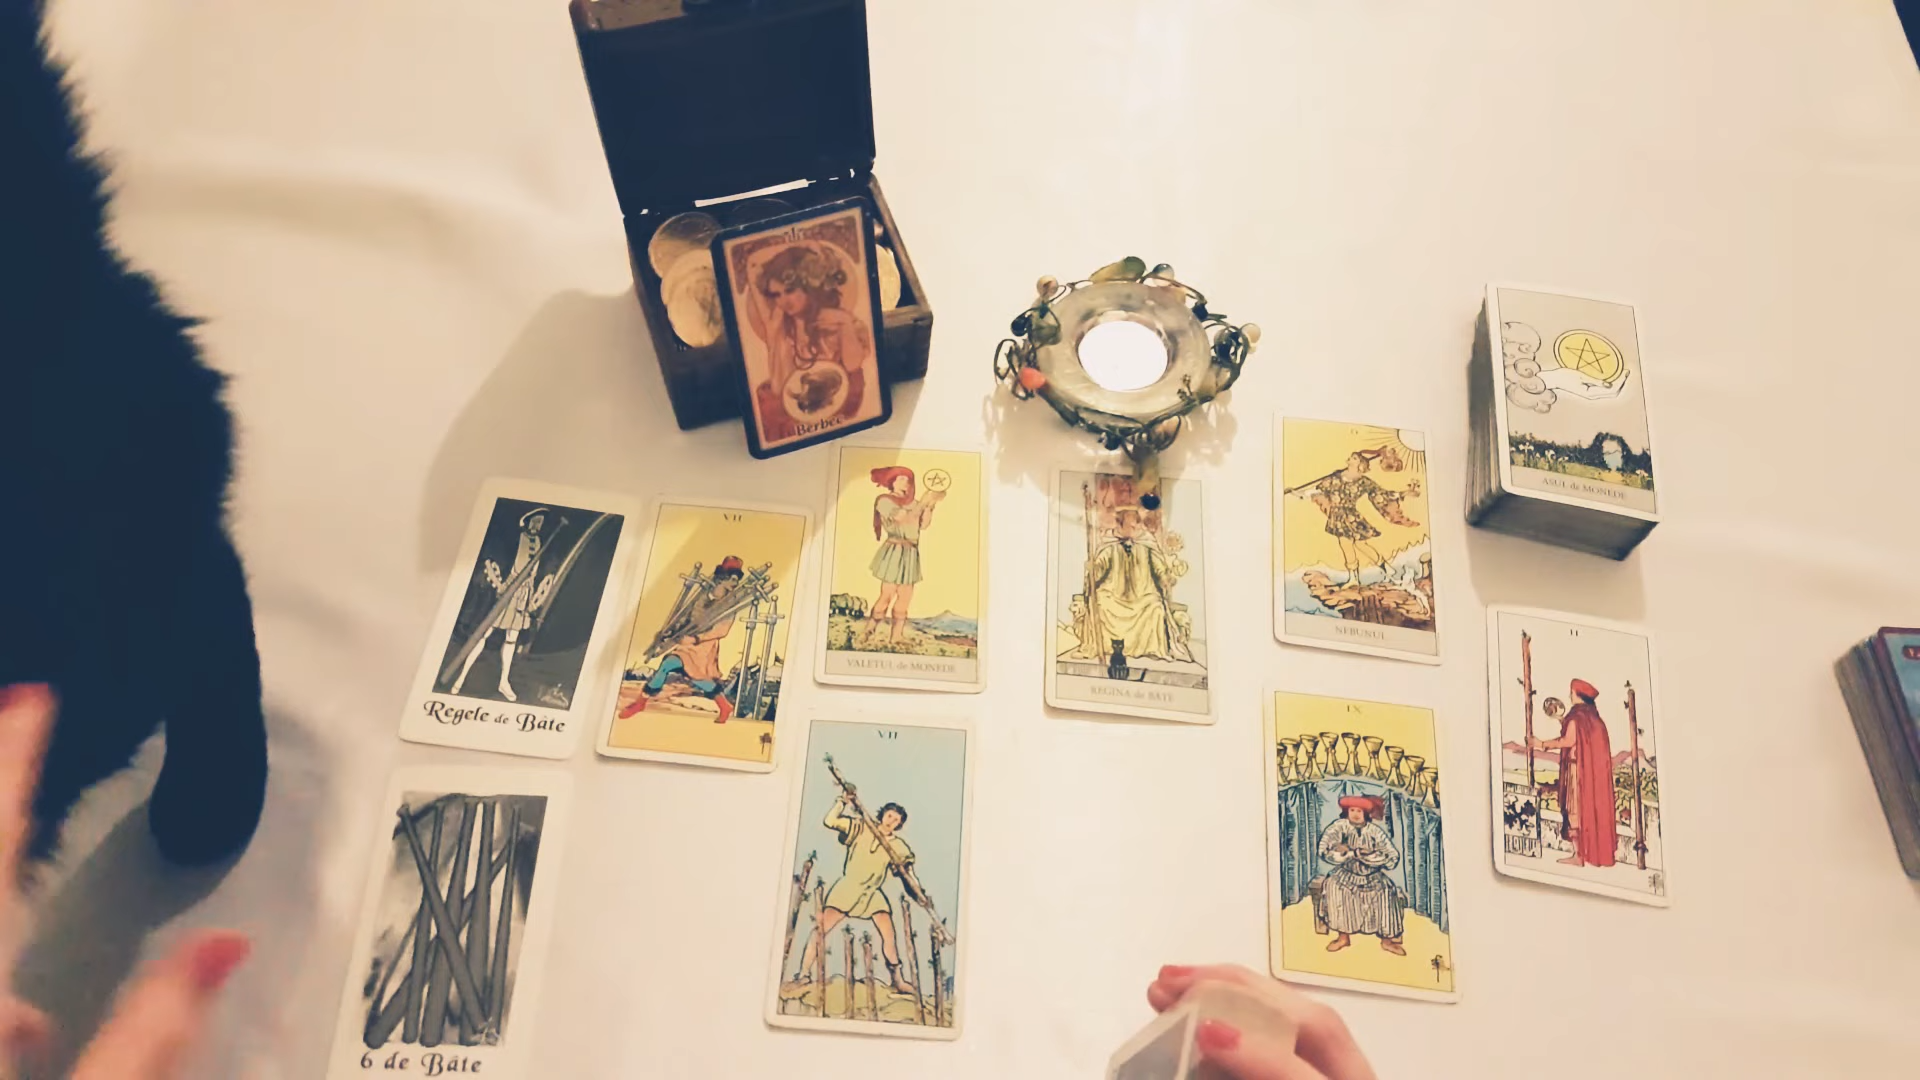 Berbec
VII
VALETUL de MONEDE
REGINA de BÂTE
NEBUNUL
ASUL de MONEDE
Regele de Bâte
VII
IX
II
6 de Bâte